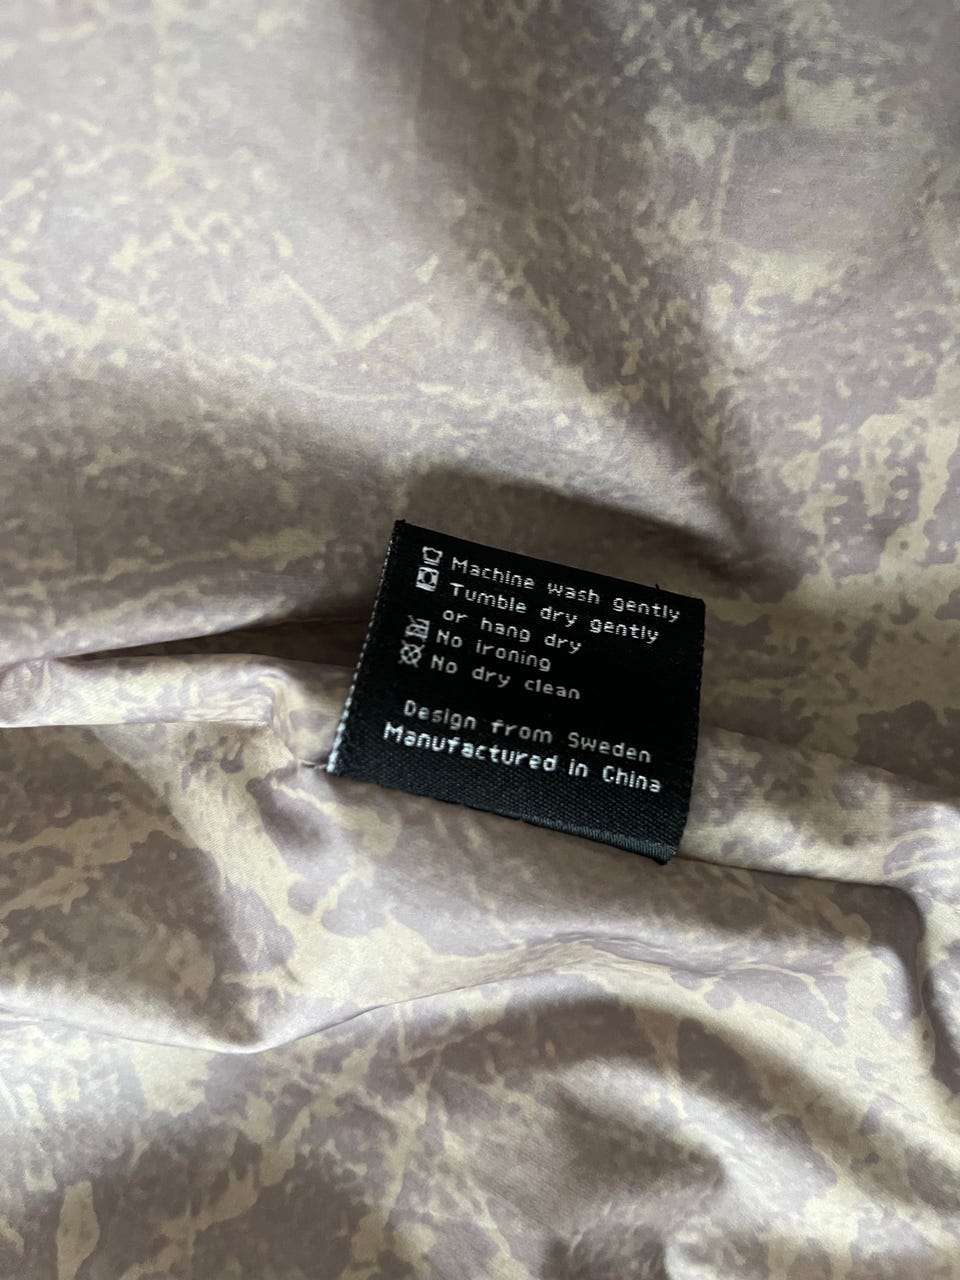 Machine wash gently
Tumble dry gently
or hang dry
No ironing
No dry clean
Design from Sweden
Manufactured in China